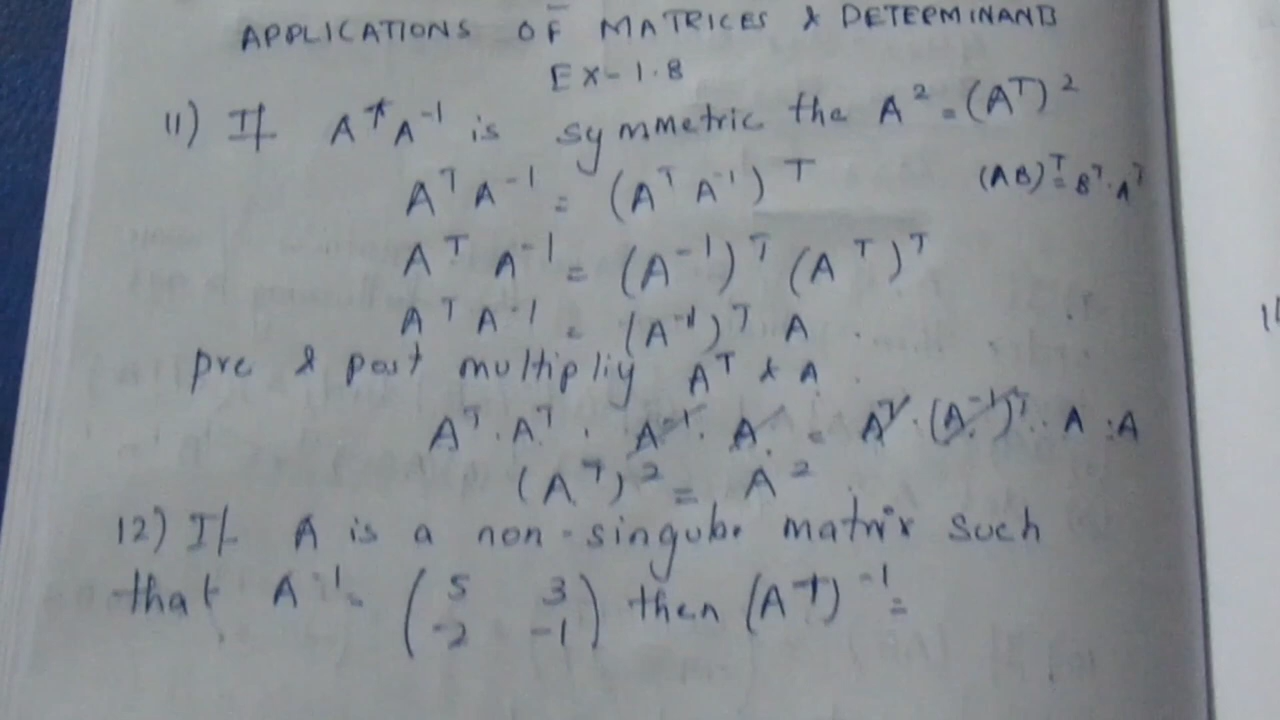 APPLICATIONS OF MATRICES & DETERMINANTS
EX-1.8
11) If A^T A^-1 is symmetric the A^2 = (A^T)^2
A^T A^-1 = (A^T A^-1)^T (AB)^T = B^T . A^T
A^T A^-1 = (A^-1)^T (A^T)^T
A^T A^-1 = (A^-1)^T A
pre & post multipliy A^T & A
A^T . A^T . A^-1 . A = A^T . (A^-1)^T . A . A
(A^T)^2 = A^2
12) If A is a non-singular matrix such
that A^-1 = (5 3
-2 -1) then (A^T)^-1 =